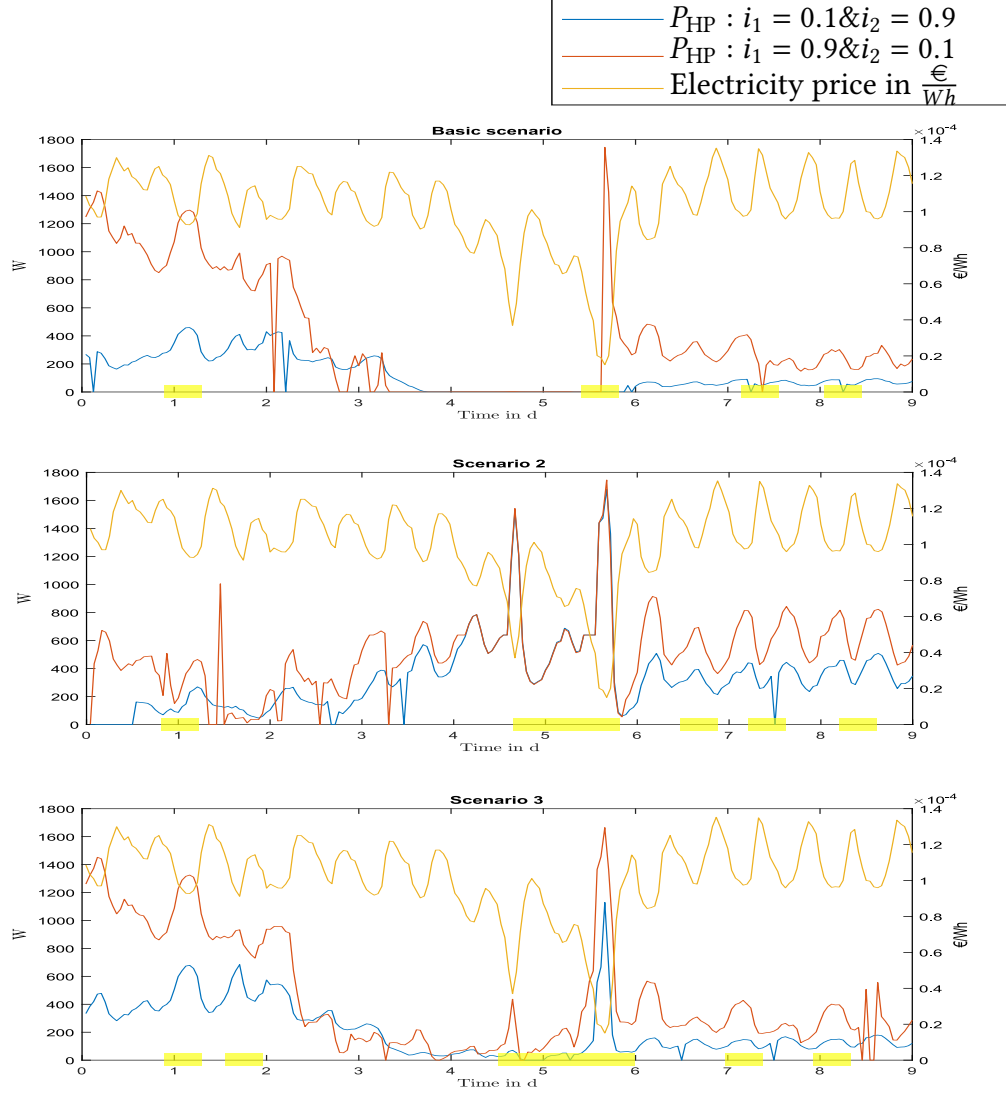 P_HP : i_1 = 0.1&i_2 = 0.9
P_HP : i_1 = 0.9&i_2 = 0.1
Electricity price in €/Wh
Basic scenario
× 10⁻⁴
1800 1600 1400 1200 1000 800 600 400 200 0
W
1.4 1.2 1 0.8 0.6 0.4 0.2 0
€/Wh
0 1 2 3 4 5 6 7 8 9
Time in d
Scenario 2
× 10⁻⁴
1800 1600 1400 1200 1000 800 600 400 200 0
W
1.4 1.2 1 0.8 0.6 0.4 0.2 0
€/Wh
0 1 2 3 4 5 6 7 8 9
Time in d
Scenario 3
× 10⁻⁴
1800 1600 1400 1200 1000 800 600 400 200 0
W
1.4 1.2 1 0.8 0.6 0.4 0.2 0
€/Wh
0 1 2 3 4 5 6 7 8 9
Time in d